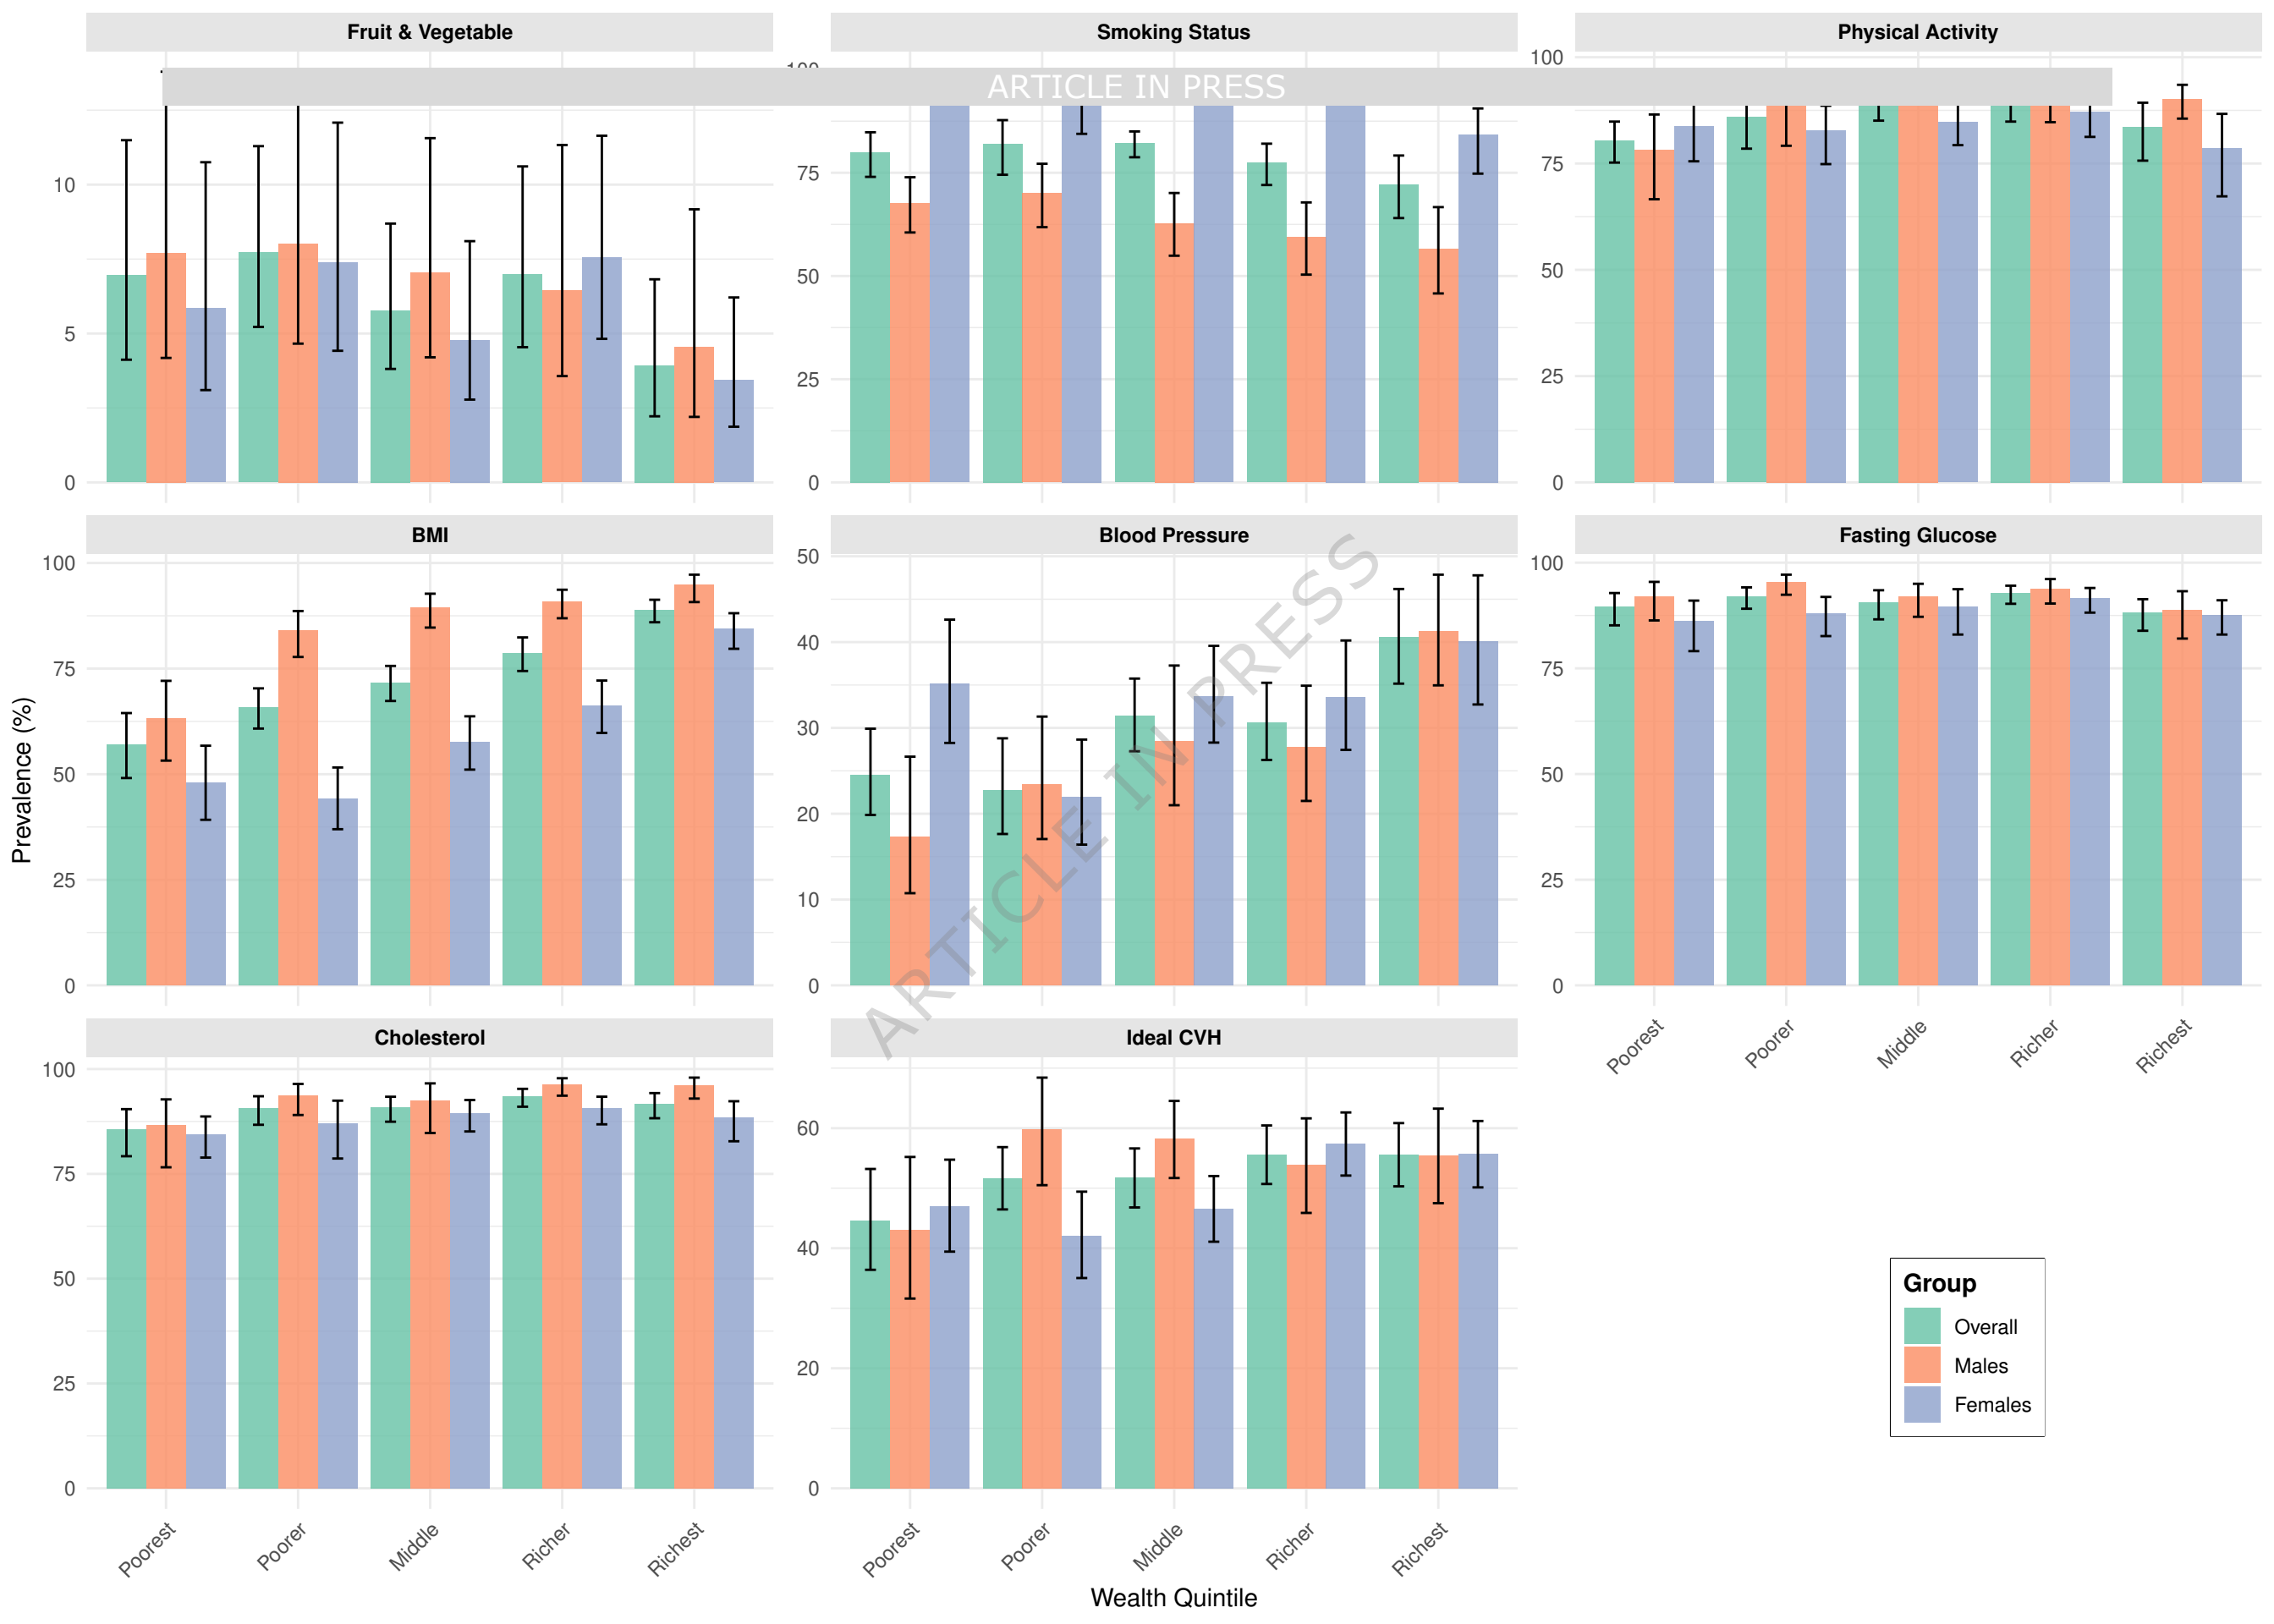 Fruit & Vegetable
Smoking Status
Physical Activity
ARTICLE IN PRESS
10
5
0
100
75
50
25
0
100
75
50
25
0
BMI
Blood Pressure
Fasting Glucose
Prevalence (%)
100
75
50
25
0
50
40
30
20
10
0
100
75
50
25
0
ARTICLE IN PRESS
Poorest
Poorer
Middle
Richer
Richest
Cholesterol
Ideal CVH
100
75
50
25
0
60
40
20
0
Group
Overall
Males
Females
Poorest
Poorer
Middle
Richer
Richest
Poorest
Poorer
Middle
Richer
Richest
Wealth Quintile